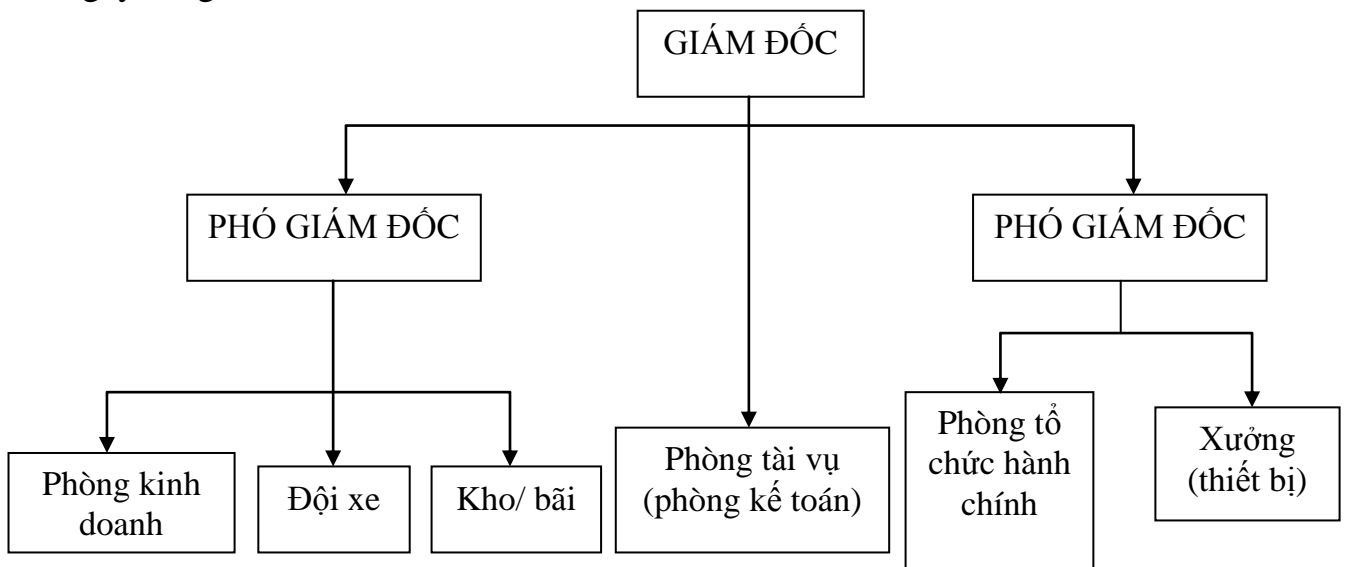 GIÁM ĐỐC
PHÓ GIÁM ĐỐC
PHÓ GIÁM ĐỐC
Phòng kinh
doanh
Đội xe
Kho/ bãi
Phòng tài vụ
(phòng kế toán)
Phòng tổ
chức hành
chính
Xưởng
(thiết bị)